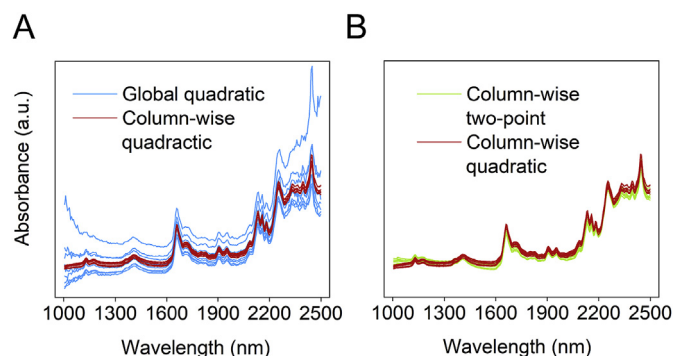 A
B
Absorbance (a.u.)
Global quadratic
Column-wise
quadractic
Column-wise
two-point
Column-wise
quadratic
1000 1300 1600 1900 2200 2500
1000 1300 1600 1900 2200 2500
Wavelength (nm)
Wavelength (nm)